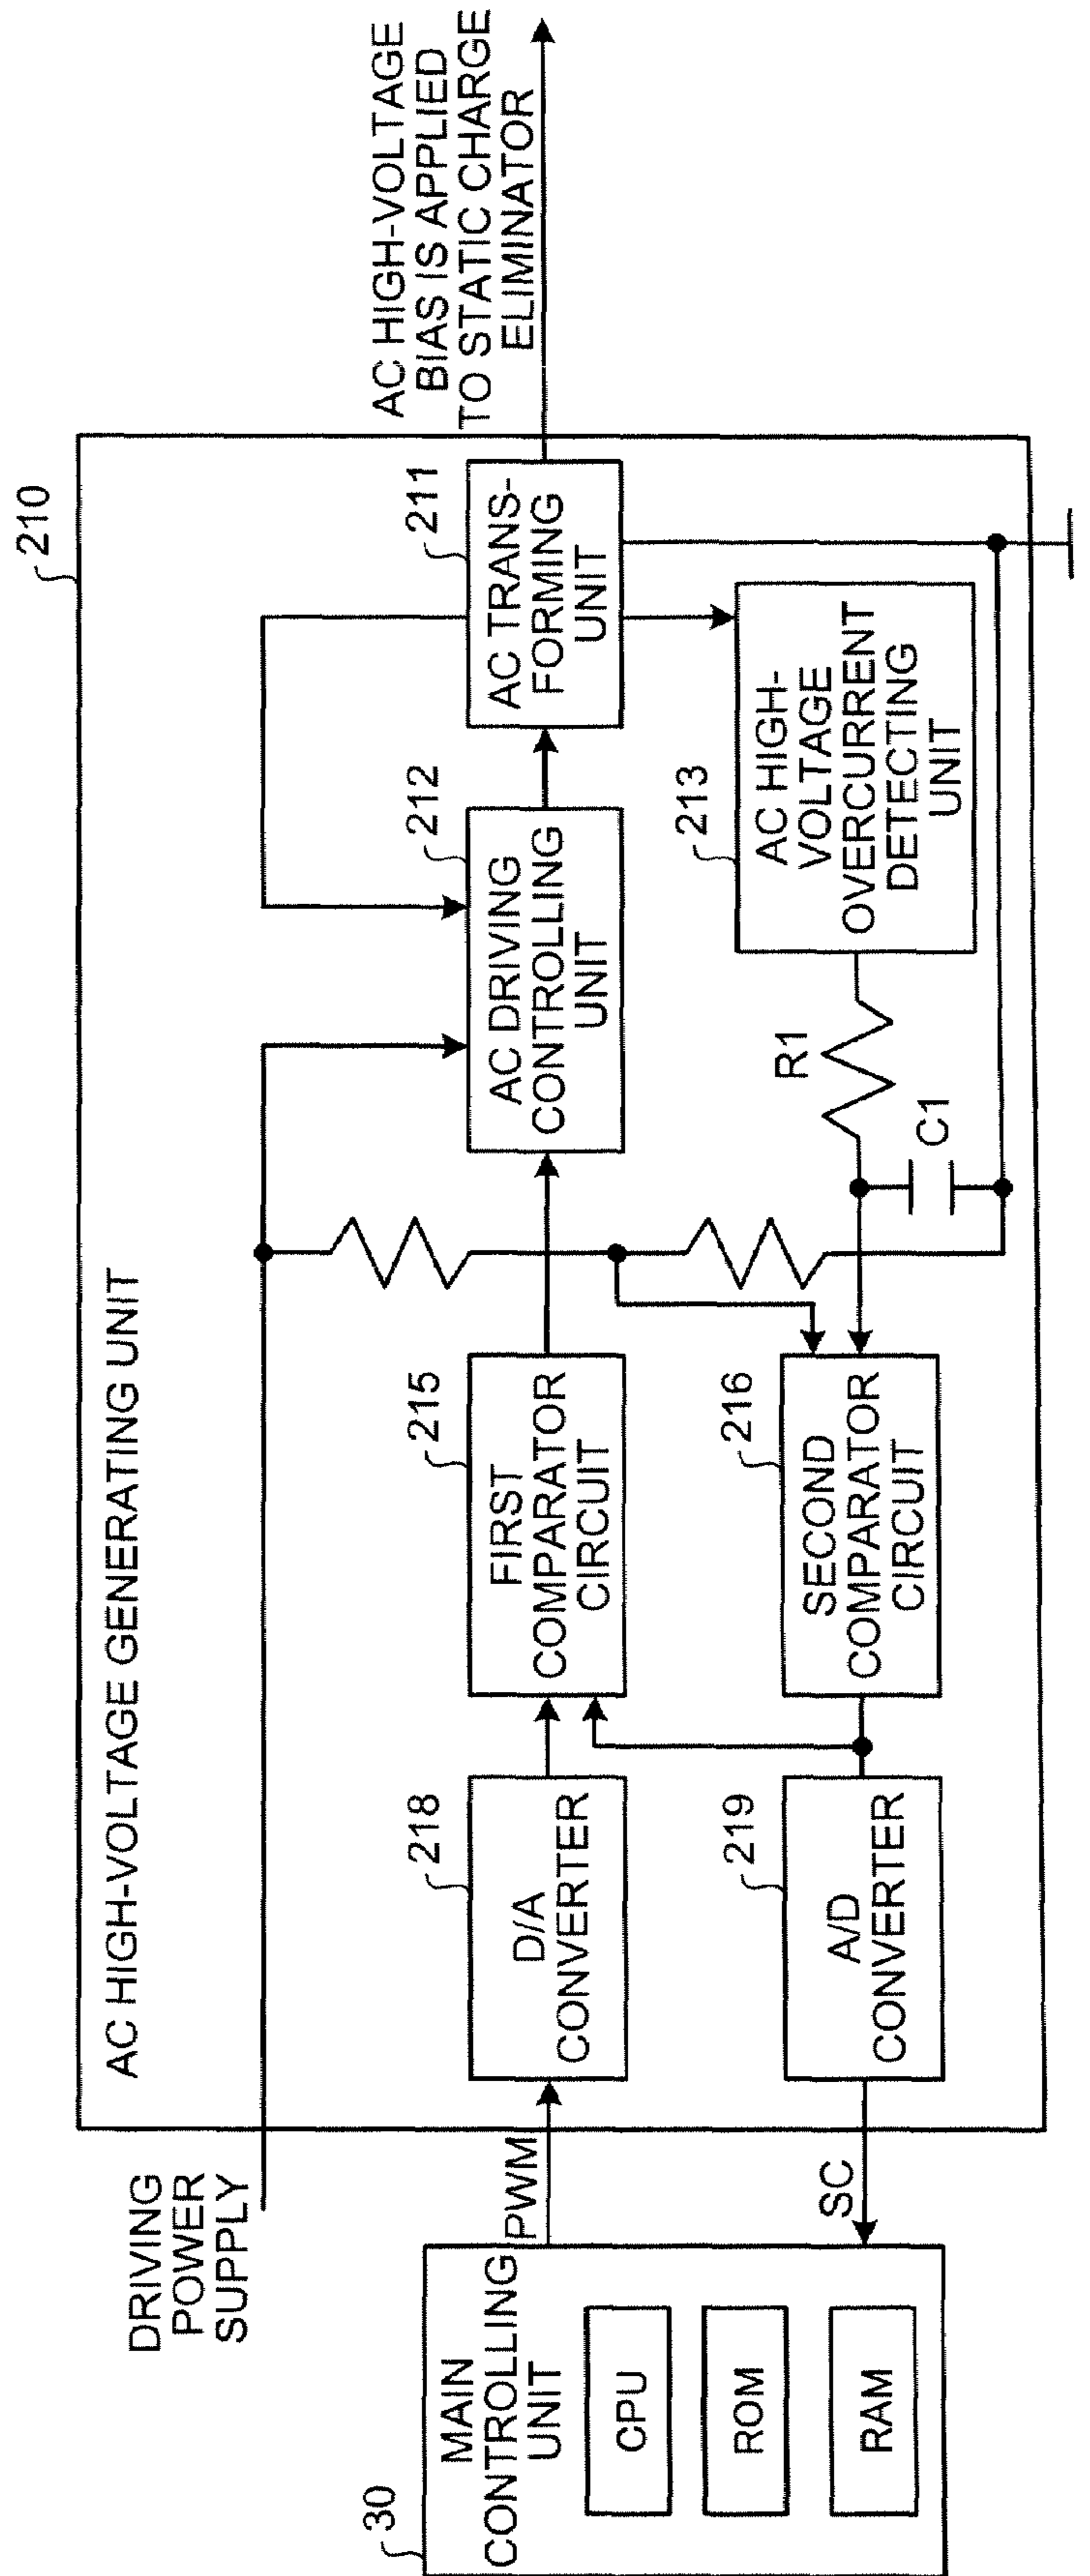 210
AC HIGH-VOLTAGE GENERATING UNIT
DRIVING
POWER
SUPPLY
30
MAIN
CONTROLLING
UNIT
CPU
ROM
RAM
PWM
SC
218
D/A
CONVERTER
219
A/D
CONVERTER
215
FIRST
COMPARATOR
CIRCUIT
216
SECOND
COMPARATOR
CIRCUIT
212
AC DRIVING
CONTROLLING
UNIT
R1
C1
211
AC TRANS-
FORMING
UNIT
213
AC HIGH-
VOLTAGE
OVERCURRENT
DETECTING
UNIT
AC HIGH-VOLTAGE
BIAS IS APPLIED
TO STATIC CHARGE
ELIMINATOR